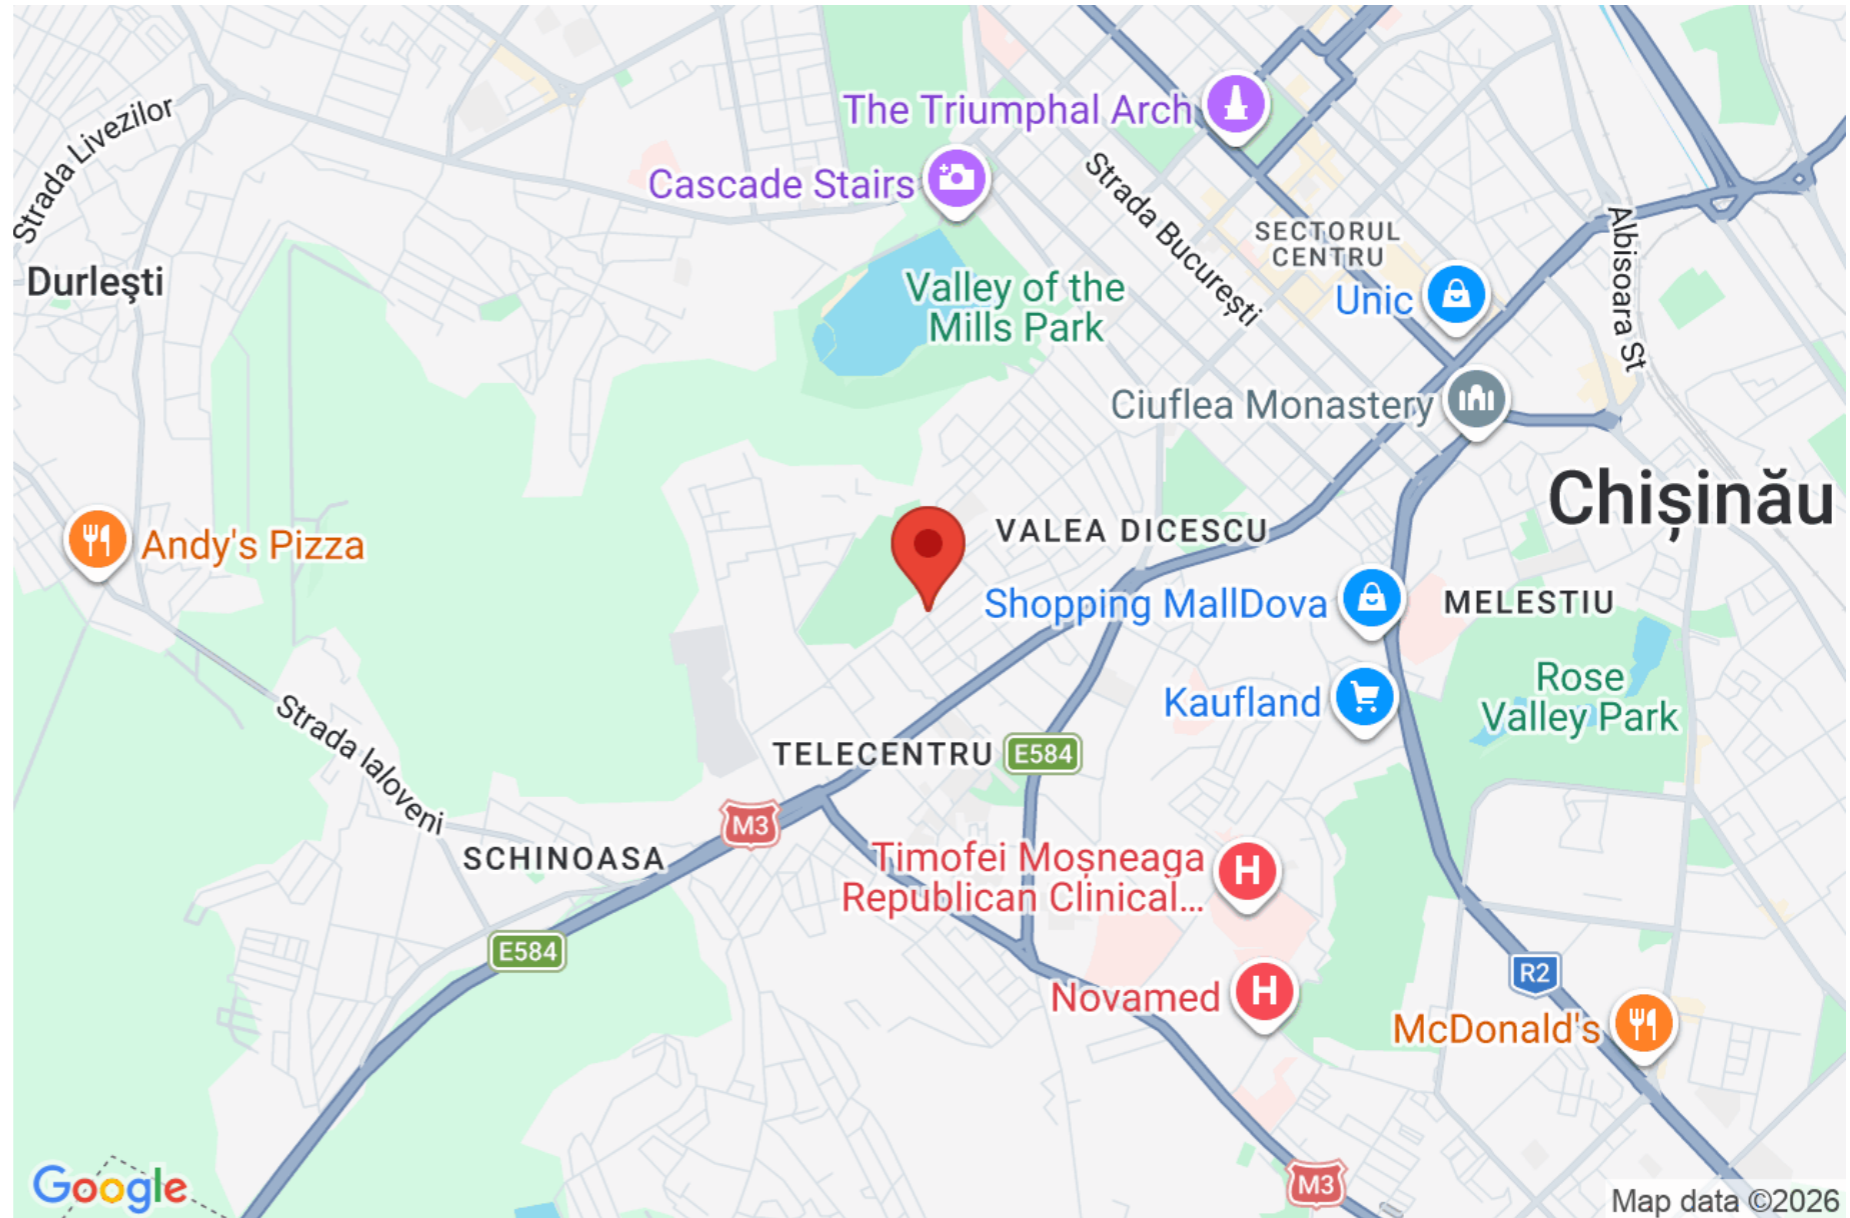 The Triumphal Arch
Strada Livezilor
Cascade Stairs
Strada București
SECTORUL
CENTRU
Albisoara St
Durleşti
Valley of the
Mills Park
Unic
Ciuflea Monastery
Chișinău
Andy's Pizza
VALEA DICESCU
Shopping MallDova
MELESTIU
Rose
Valley Park
Kaufland
Strada Ialoveni
TELECENTRU
E584
M3
SCHINOASA
Timofei Moșneaga
Republican Clinical...
E584
R2
Novamed
McDonald's
M3
Google
Map data ©2026